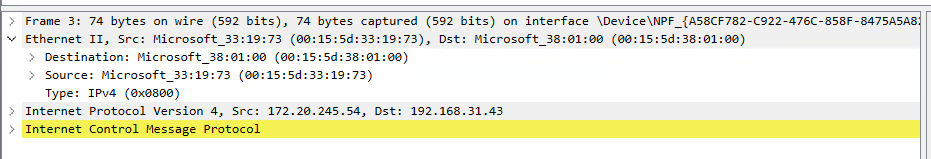 Frame 3: 74 bytes on wire (592 bits), 74 bytes captured (592 bits) on interface \Device\NPF_{A58CF782-C922-476C-858F-8475A5A82
Ethernet II, Src: Microsoft_33:19:73 (00:15:5d:33:19:73), Dst: Microsoft_38:01:00 (00:15:5d:38:01:00)
Destination: Microsoft_38:01:00 (00:15:5d:38:01:00)
Source: Microsoft_33:19:73 (00:15:5d:33:19:73)
Type: IPv4 (0x0800)
Internet Protocol Version 4, Src: 172.20.245.54, Dst: 192.168.31.43
Internet Control Message Protocol